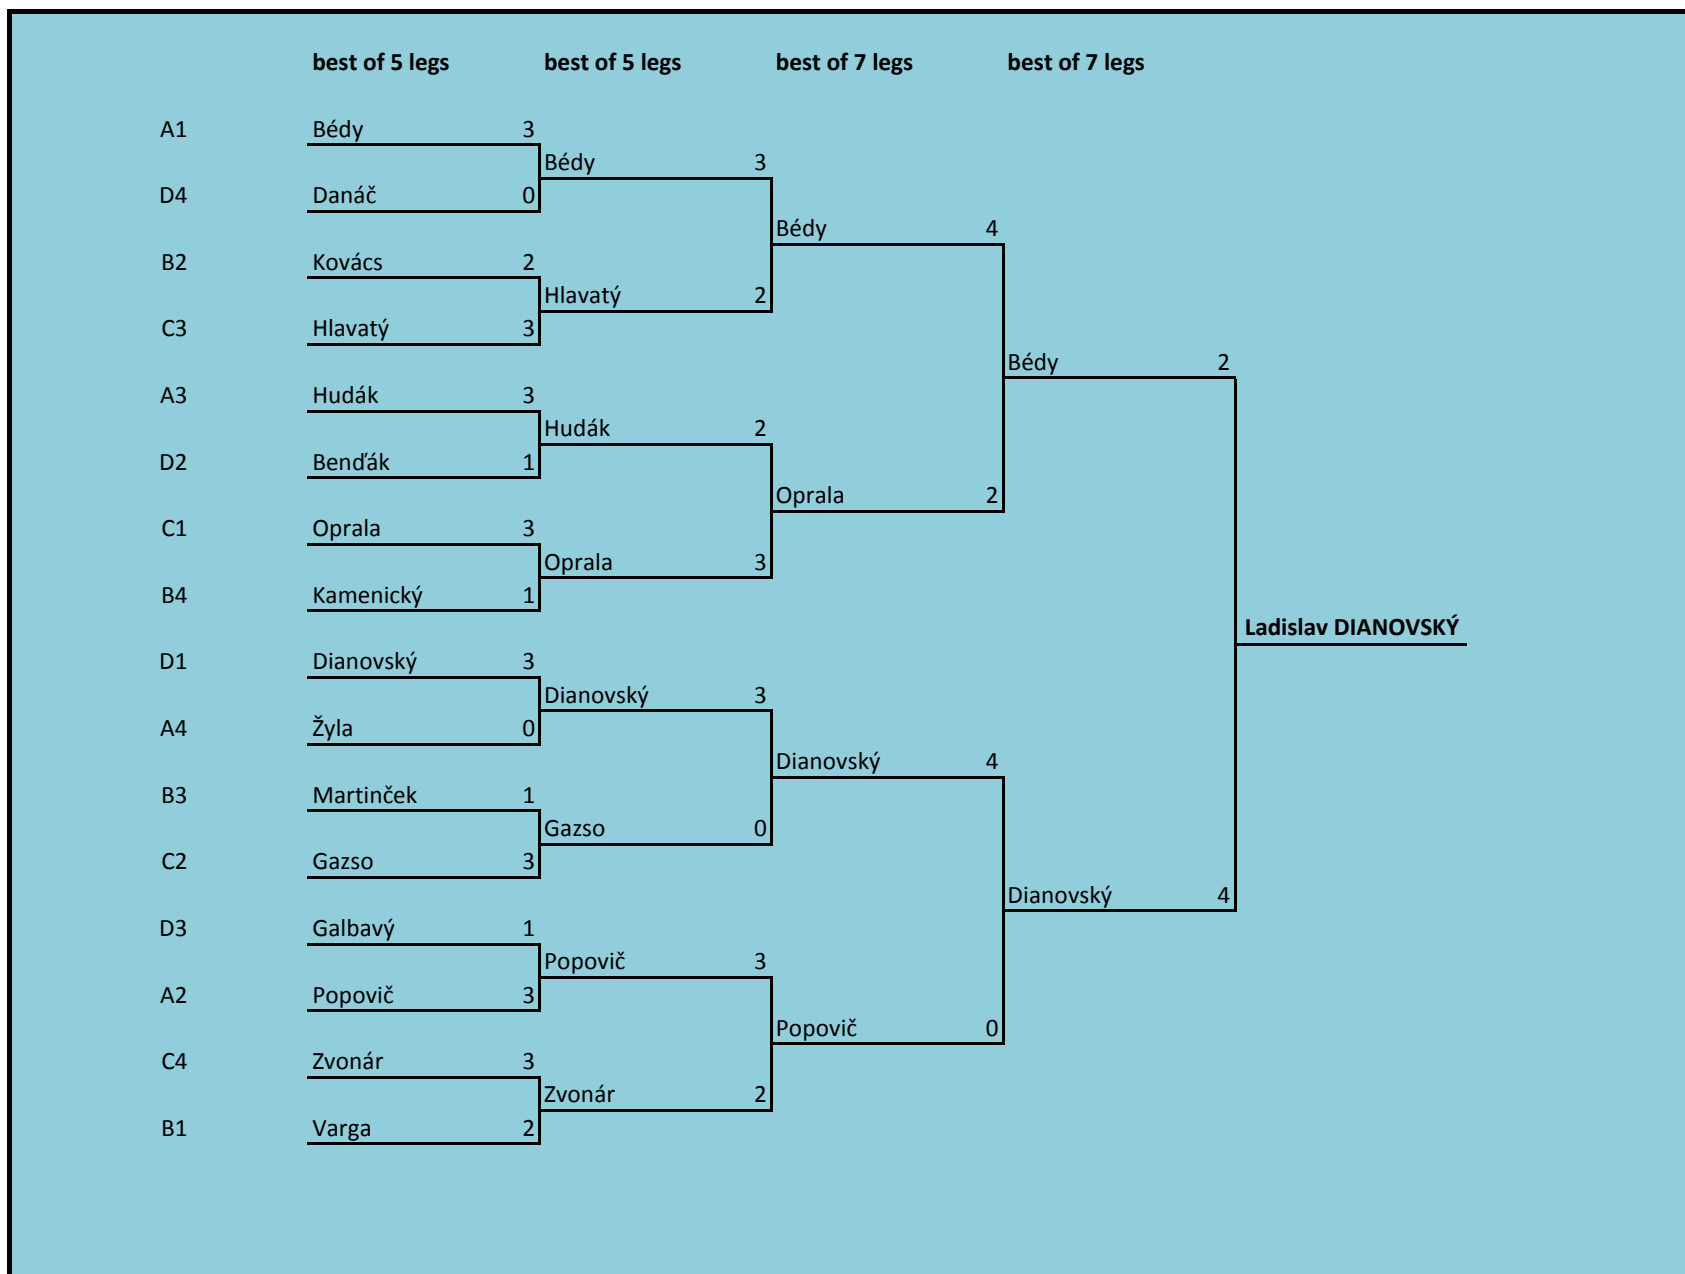 best of 5 legs best of 5 legs best of 7 legs best of 7 legs
A1 Bédy 3
Bédy 3
D4 Danáč 0
Bédy 4
B2 Kovács 2
Hlavatý 2
C3 Hlavatý 3
Bédy 2
A3 Hudák 3
Hudák 2
D2 Benďák 1
Oprala 2
C1 Oprala 3
Oprala 3
B4 Kamenický 1
Ladislav DIANOVSKÝ
D1 Dianovský 3
Dianovský 3
A4 Žyla 0
Dianovský 4
B3 Martinček 1
Gazso 0
C2 Gazso 3
Dianovský 4
D3 Galbavý 1
Popovič 3
A2 Popovič 3
Popovič 0
C4 Zvonár 3
Zvonár 2
B1 Varga 2